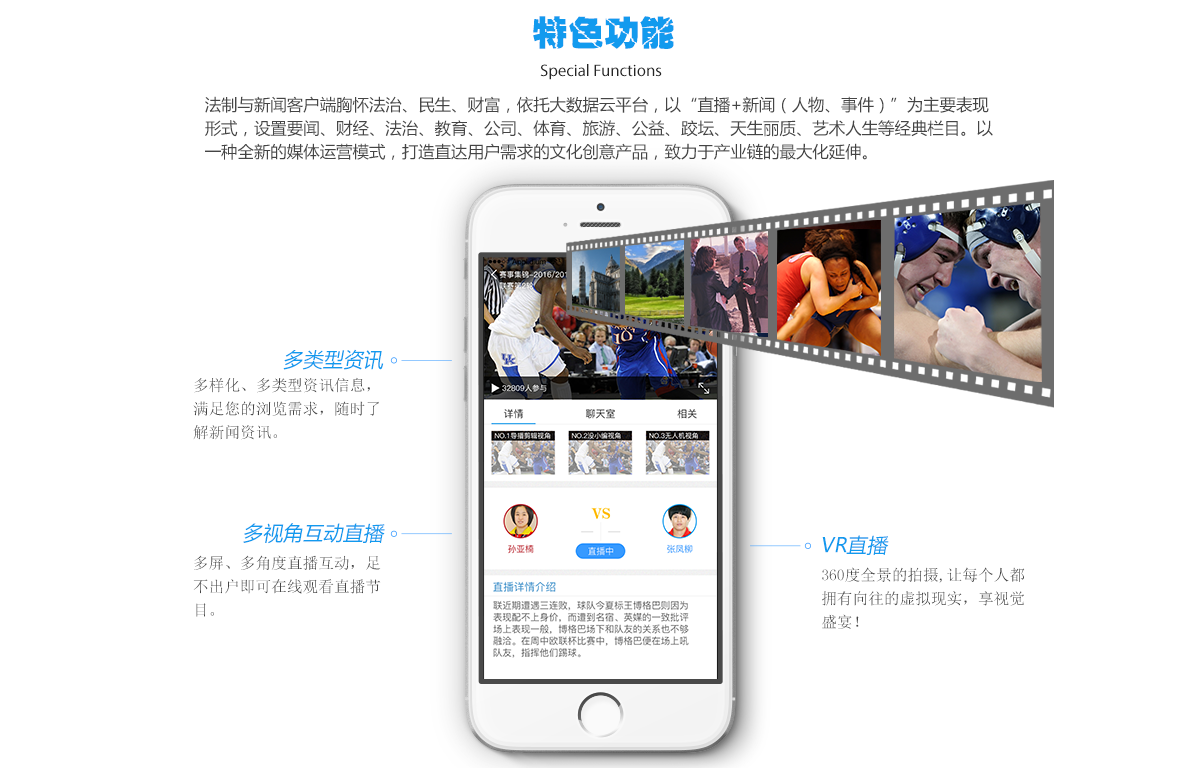 特色功能
Special Functions
法制与新闻客户端胸怀法治、民生、财富，依托大数据云平台，以“直播+新闻（人物、事件）”为主要表现
形式，设置要闻、财经、法治、教育、公司、体育、旅游、公益、跤坛、天生丽质、艺术人生等经典栏目。以
一种全新的媒体运营模式，打造直达用户需求的文化创意产品，致力于产业链的最大化延伸。
赛事集锦-2016/201
联赛第2轮
UK
10
32809人参与
详情 聊天室 相关
NO.1导播剪辑视角 NO.2没小编视角 NO.3无人机视角
VS
孙亚楠 直播中 张凤柳
直播详情介绍
联近期遭遇三连败，球队今夏标王博格巴则因为
表现配不上身价，而遭到名宿、英媒的一致批评
场上表现一般，博格巴场下和队友的关系也不够
融洽。在周中欧联杯比赛中，博格巴便在场上吼
队友，指挥他们踢球。
多类型资讯
多样化、多类型资讯信息，
满足您的浏览需求，随时了
解新闻资讯。
多视角互动直播
多屏、多角度直播互动，足
不出户即可在线观看直播节
目。
VR直播
360度全景的拍摄,让每个人都
拥有向往的虚拟现实，享视觉
盛宴！